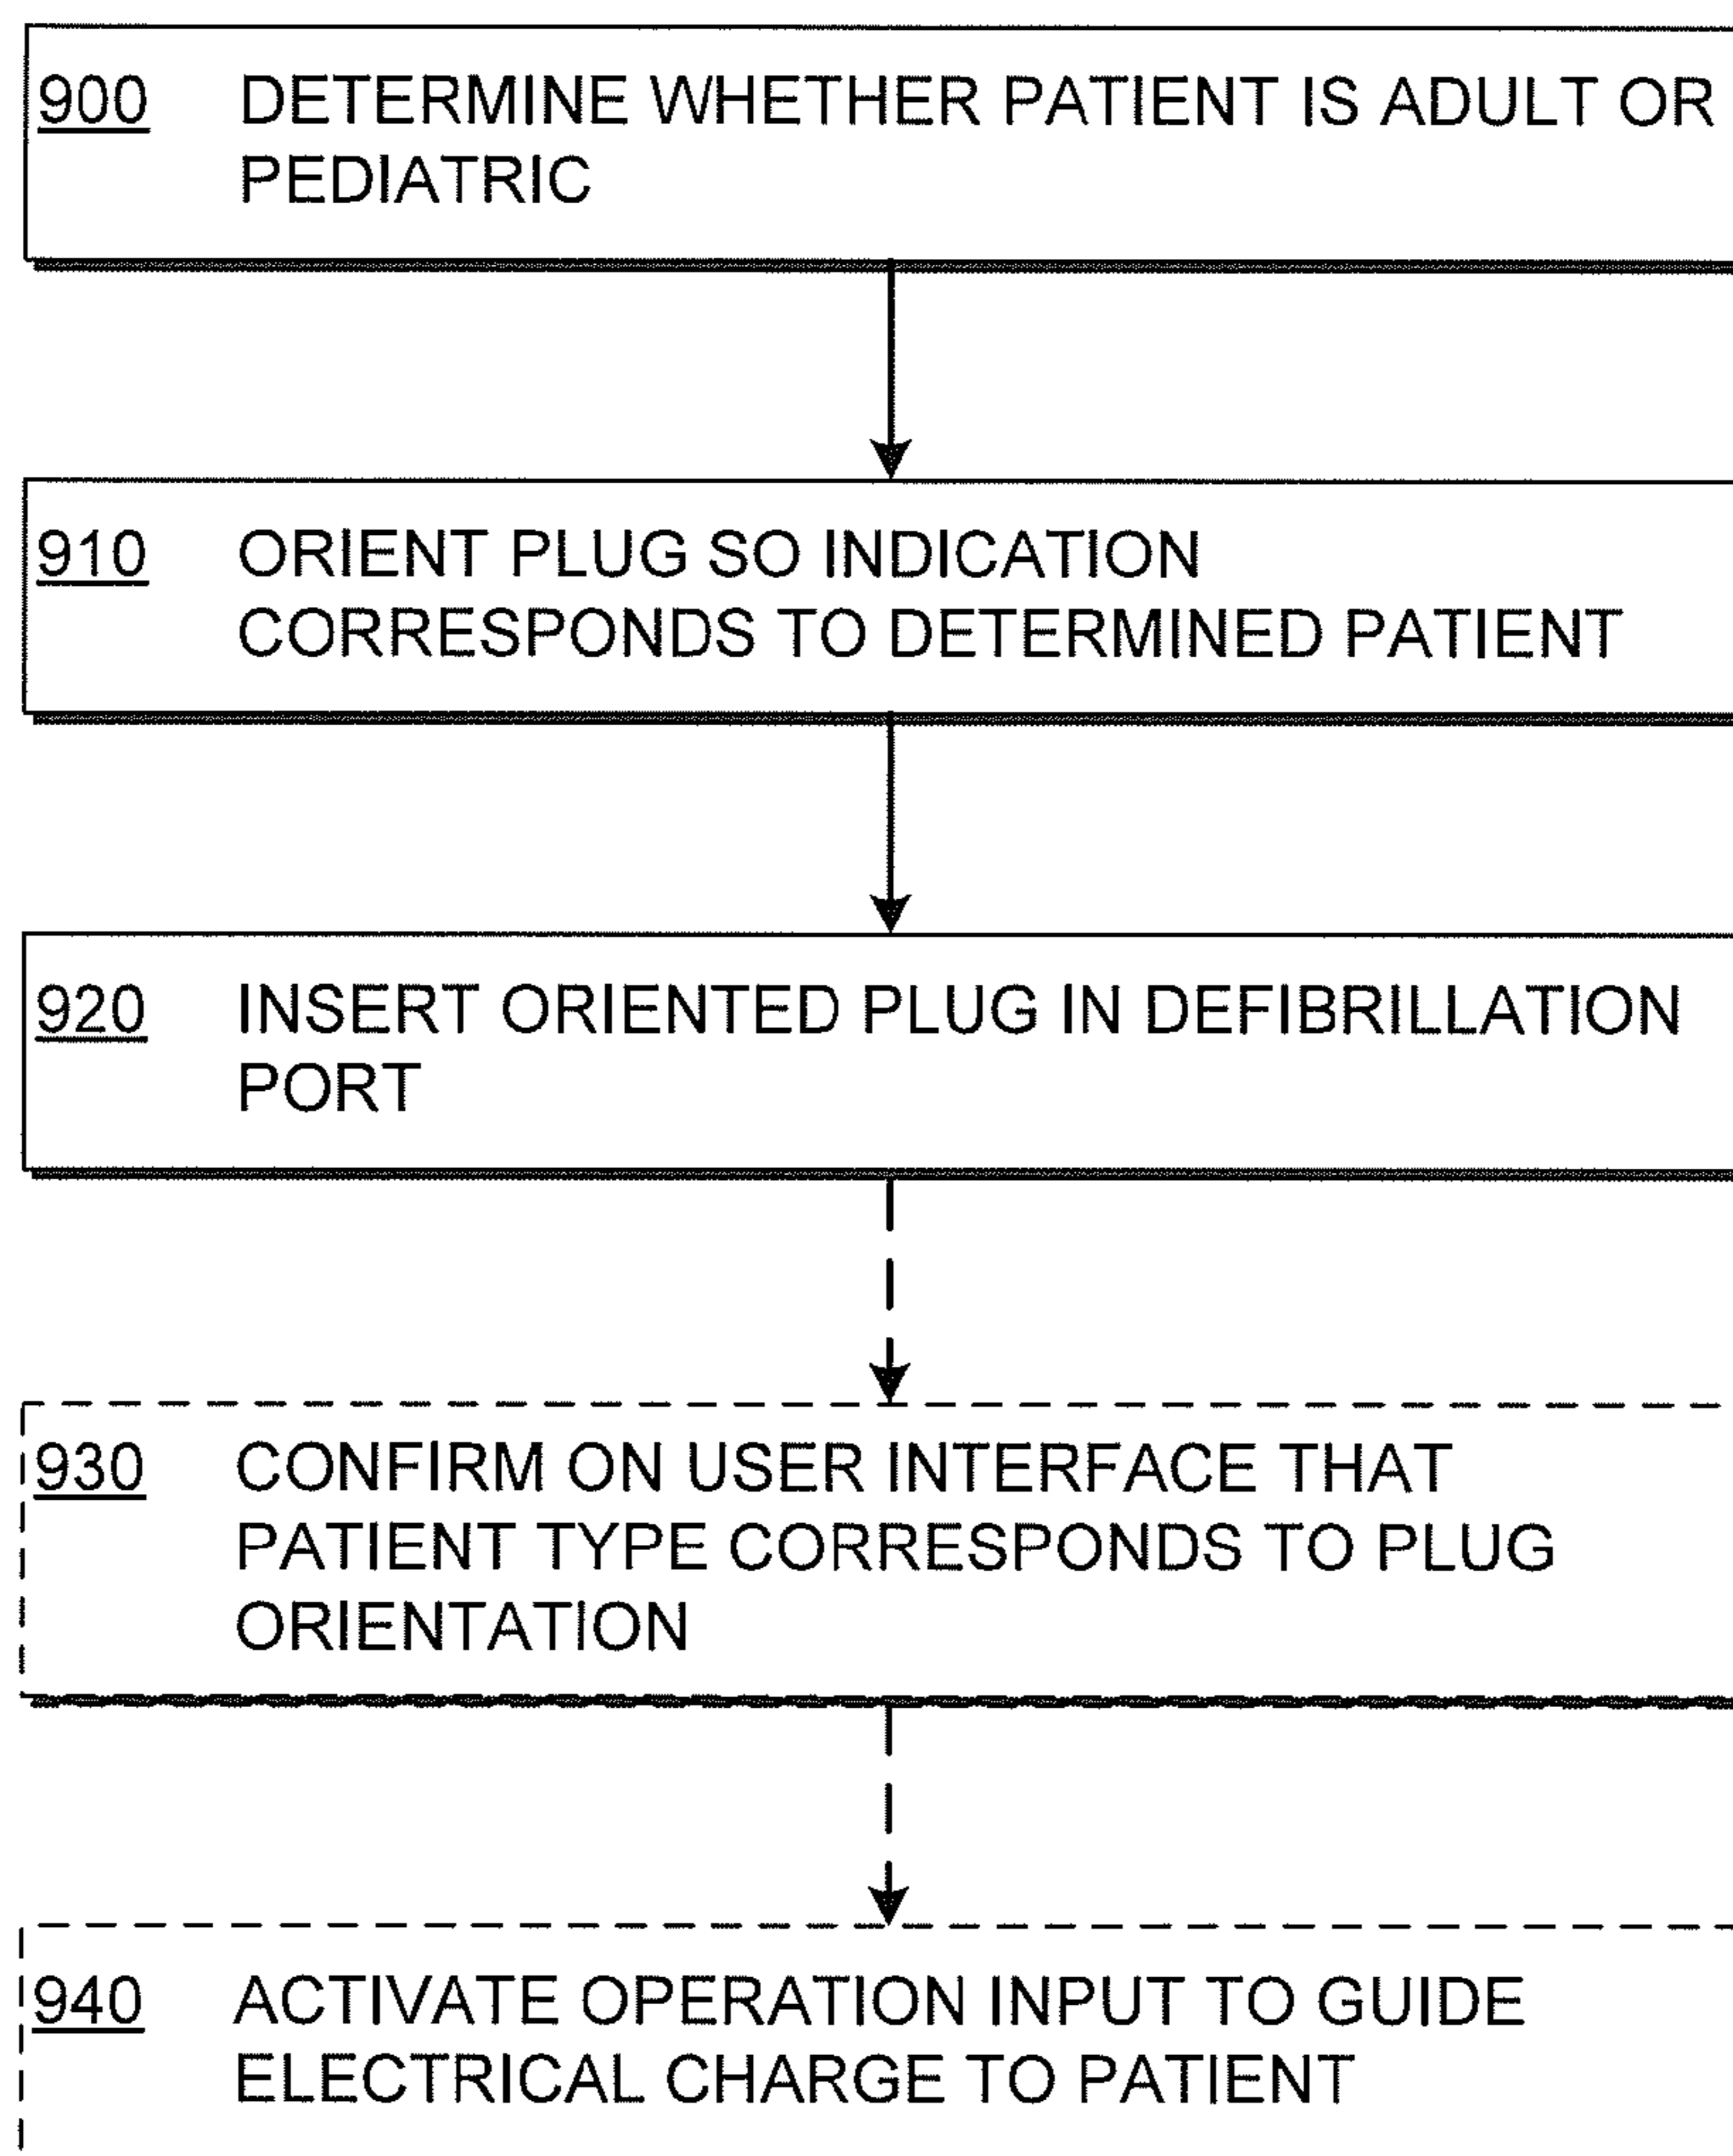 900 DETERMINE WHETHER PATIENT IS ADULT OR
PEDIATRIC
910 ORIENT PLUG SO INDICATION
CORRESPONDS TO DETERMINED PATIENT
920 INSERT ORIENTED PLUG IN DEFIBRILLATION
PORT
930 CONFIRM ON USER INTERFACE THAT
PATIENT TYPE CORRESPONDS TO PLUG
ORIENTATION
940 ACTIVATE OPERATION INPUT TO GUIDE
ELECTRICAL CHARGE TO PATIENT